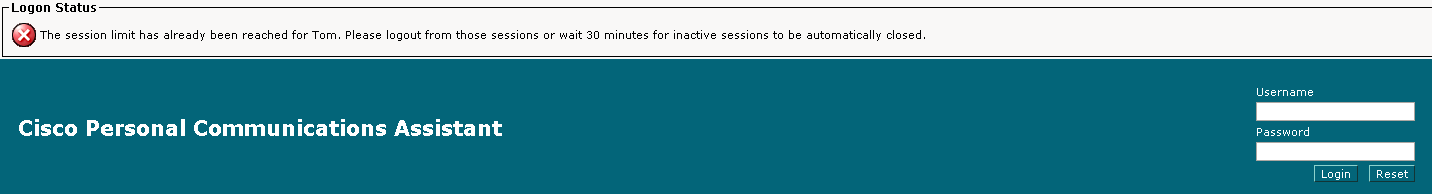 Logon Status
The session limit has already been reached for Tom. Please logout from those sessions or wait 30 minutes for inactive sessions to be automatically closed.
Username
Cisco Personal Communications Assistant
Password
Login Reset